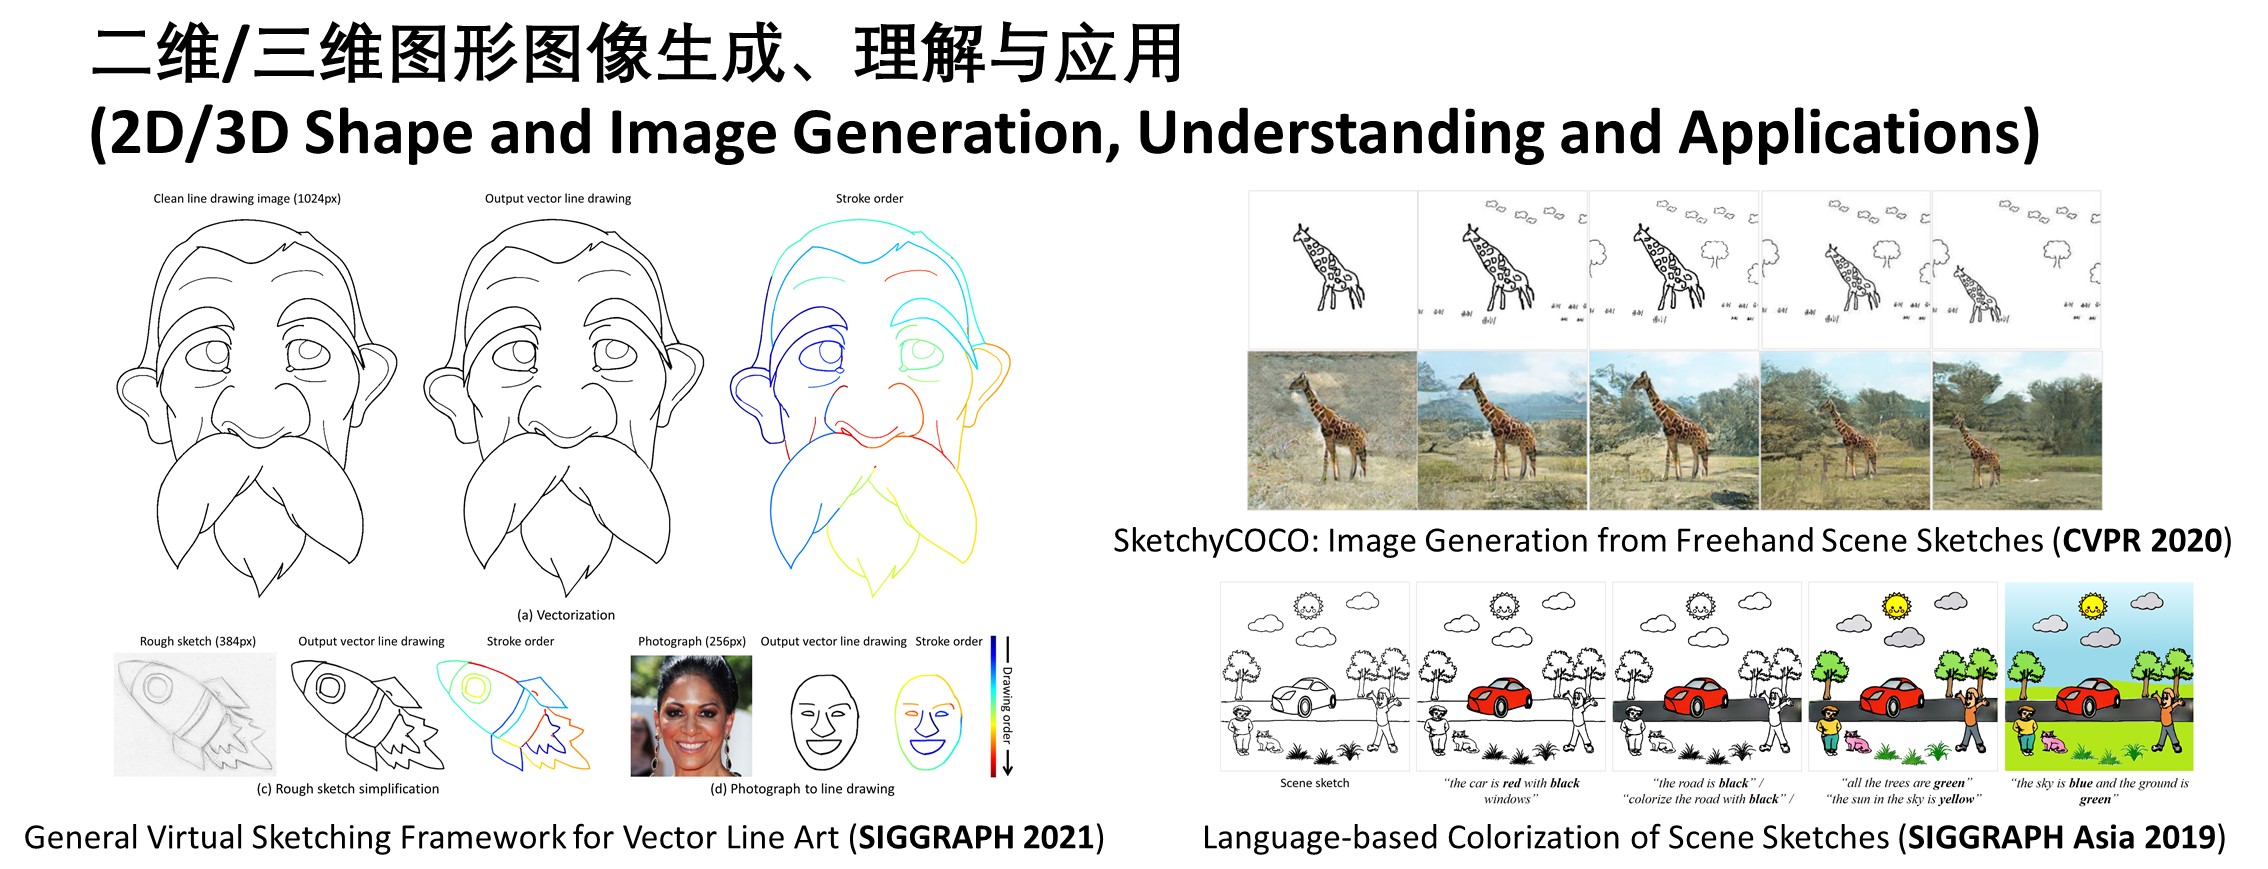 二维/三维图形图像生成、理解与应用
(2D/3D Shape and Image Generation, Understanding and Applications)
Clean line drawing image (1024px)
Output vector line drawing
Stroke order
(a) Vectorization
Rough sketch (384px)
Output vector line drawing
Stroke order
Photograph (256px)
Output vector line drawing
Stroke order
Drawing order
(c) Rough sketch simplification
(d) Photograph to line drawing
General Virtual Sketching Framework for Vector Line Art (SIGGRAPH 2021)
SketchyCOCO: Image Generation from Freehand Scene Sketches (CVPR 2020)
Scene sketch
“the car is red with black
windows”
“the road is black” /
“colorize the road with black” /
“all the trees are green”
“the sun in the sky is yellow”
“the sky is blue and the ground is
green”
Language-based Colorization of Scene Sketches (SIGGRAPH Asia 2019)